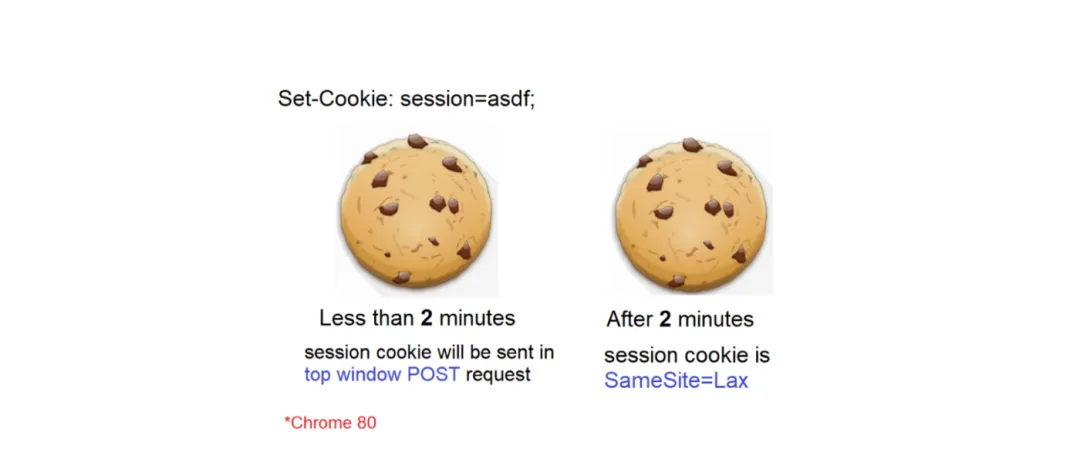 Set-Cookie: session=asdf;
Less than 2 minutes
session cookie will be sent in
top window POST request
After 2 minutes
session cookie is
SameSite=Lax
*Chrome 80